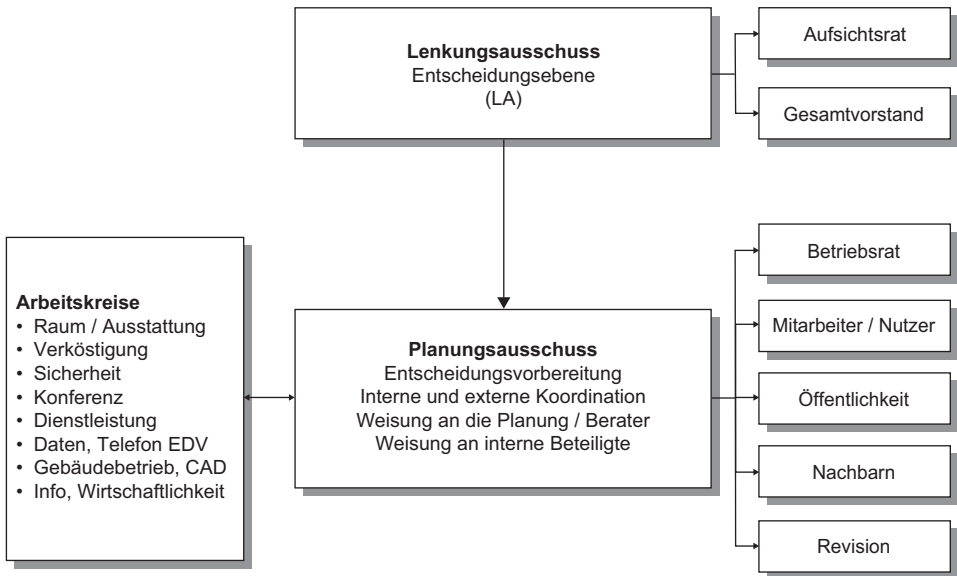 Lenkungsausschuss
Entscheidungsebene
(LA)
Aufsichtsrat
Gesamtvorstand
Arbeitskreise
• Raum / Ausstattung
• Verköstigung
• Sicherheit
• Konferenz
• Dienstleistung
• Daten, Telefon EDV
• Gebäudebetrieb, CAD
• Info, Wirtschaftlichkeit
Planungsausschuss
Entscheidungsvorbereitung
Interne und externe Koordination
Weisung an die Planung / Berater
Weisung an interne Beteiligte
Betriebsrat
Mitarbeiter / Nutzer
Öffentlichkeit
Nachbarn
Revision